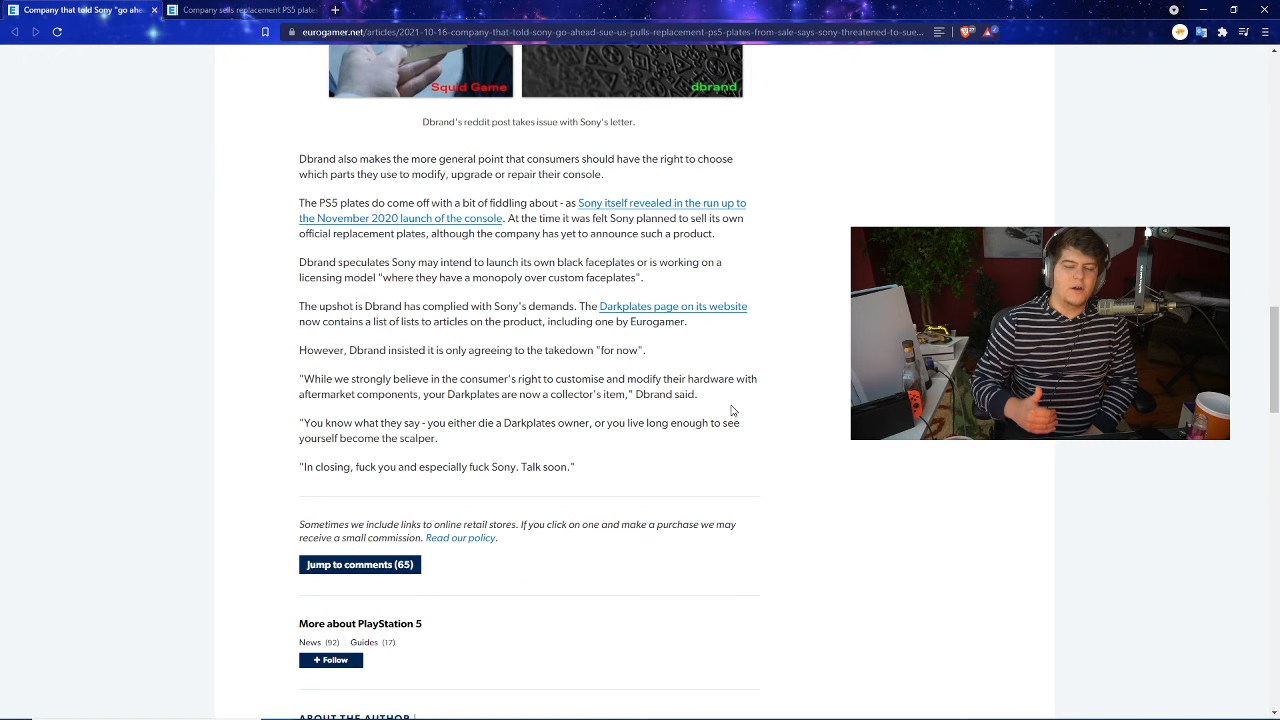 Company that told Sony "go ahe
Company sells replacement PS5 plates
eurogamer.net/articles/2021-10-16-company-that-told-sony-go-ahead-sue-us-pulls-replacement-ps5-plates-from-sale-says-sony-threatened-to-sue...
Squid Game
dbrand
Dbrand's reddit post takes issue with Sony's letter.
Dbrand also makes the more general point that consumers should have the right to choose
which parts they use to modify, upgrade or repair their console.
The PS5 plates do come off with a bit of fiddling about - as Sony itself revealed in the run up to
the November 2020 launch of the console. At the time it was felt Sony planned to sell its own
official replacement plates, although the company has yet to announce such a product.
Dbrand speculates Sony may intend to launch its own black faceplates or is working on a
licensing model "where they have a monopoly over custom faceplates".
The upshot is Dbrand has complied with Sony's demands. The Darkplates page on its website
now contains a list of lists to articles on the product, including one by Eurogamer.
However, Dbrand insisted it is only agreeing to the takedown "for now".
"While we strongly believe in the consumer's right to customise and modify their hardware with
aftermarket components, your Darkplates are now a collector's item," Dbrand said.
"You know what they say - you either die a Darkplates owner, or you live long enough to see
yourself become the scalper.
"In closing, fuck you and especially fuck Sony. Talk soon."
Sometimes we include links to online retail stores. If you click on one and make a purchase we may
receive a small commission. Read our policy.
Jump to comments (65)
More about PlayStation 5
News (92) Guides (17)
+ Follow
ABOUT THE AUTHOR